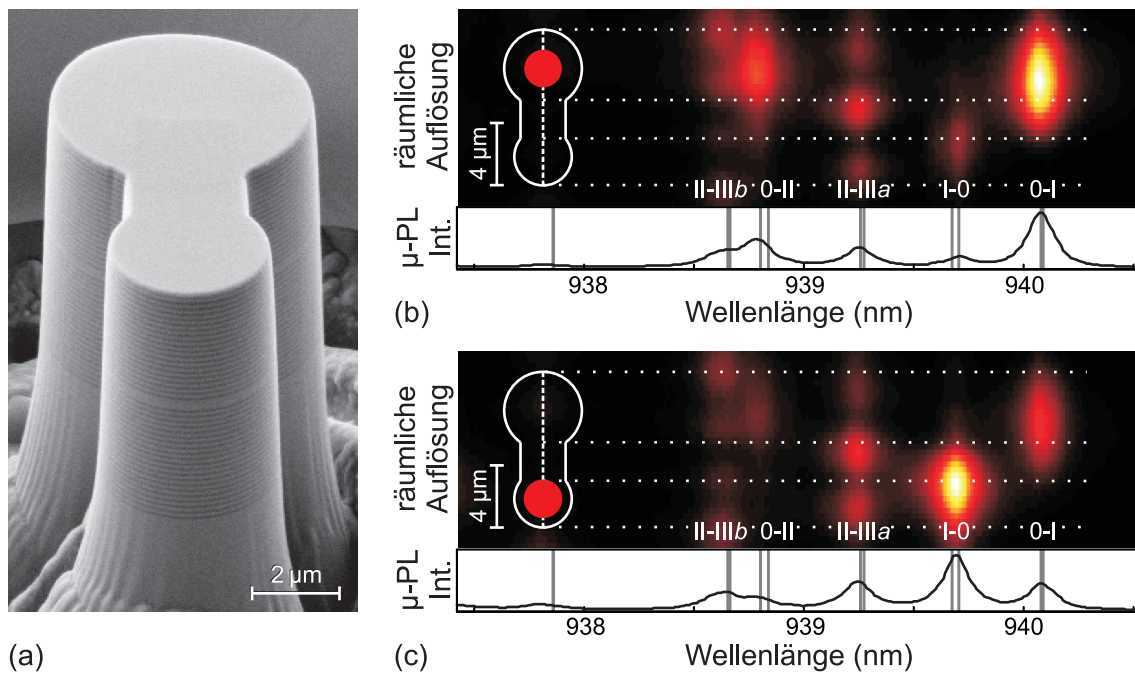 2 µm
(a)
räumliche
Auflösung
4 µm
II-IIIb 0-II II-IIIa I-0 0-I
µ-PL
Int.
938 939 940
(b)
Wellenlänge (nm)
räumliche
Auflösung
4 µm
II-IIIb 0-II II-IIIa I-0 0-I
µ-PL
Int.
938 939 940
(c)
Wellenlänge (nm)